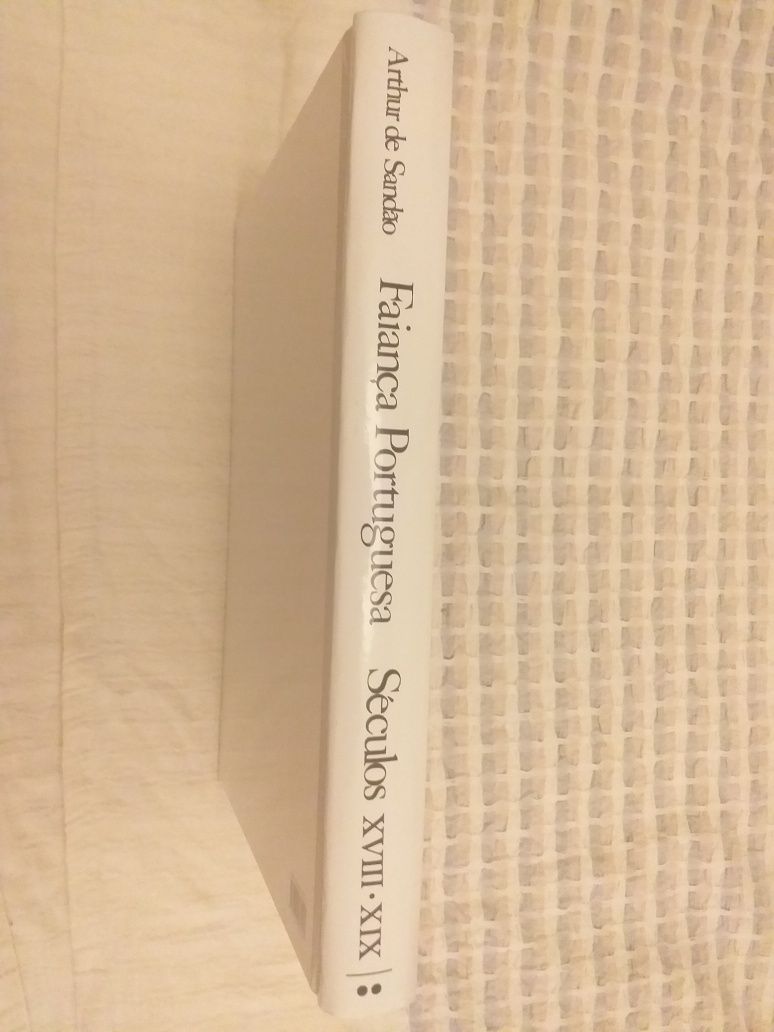 Arthur de Sandão Faiança Portuguesa Séculos XVIII · XIX